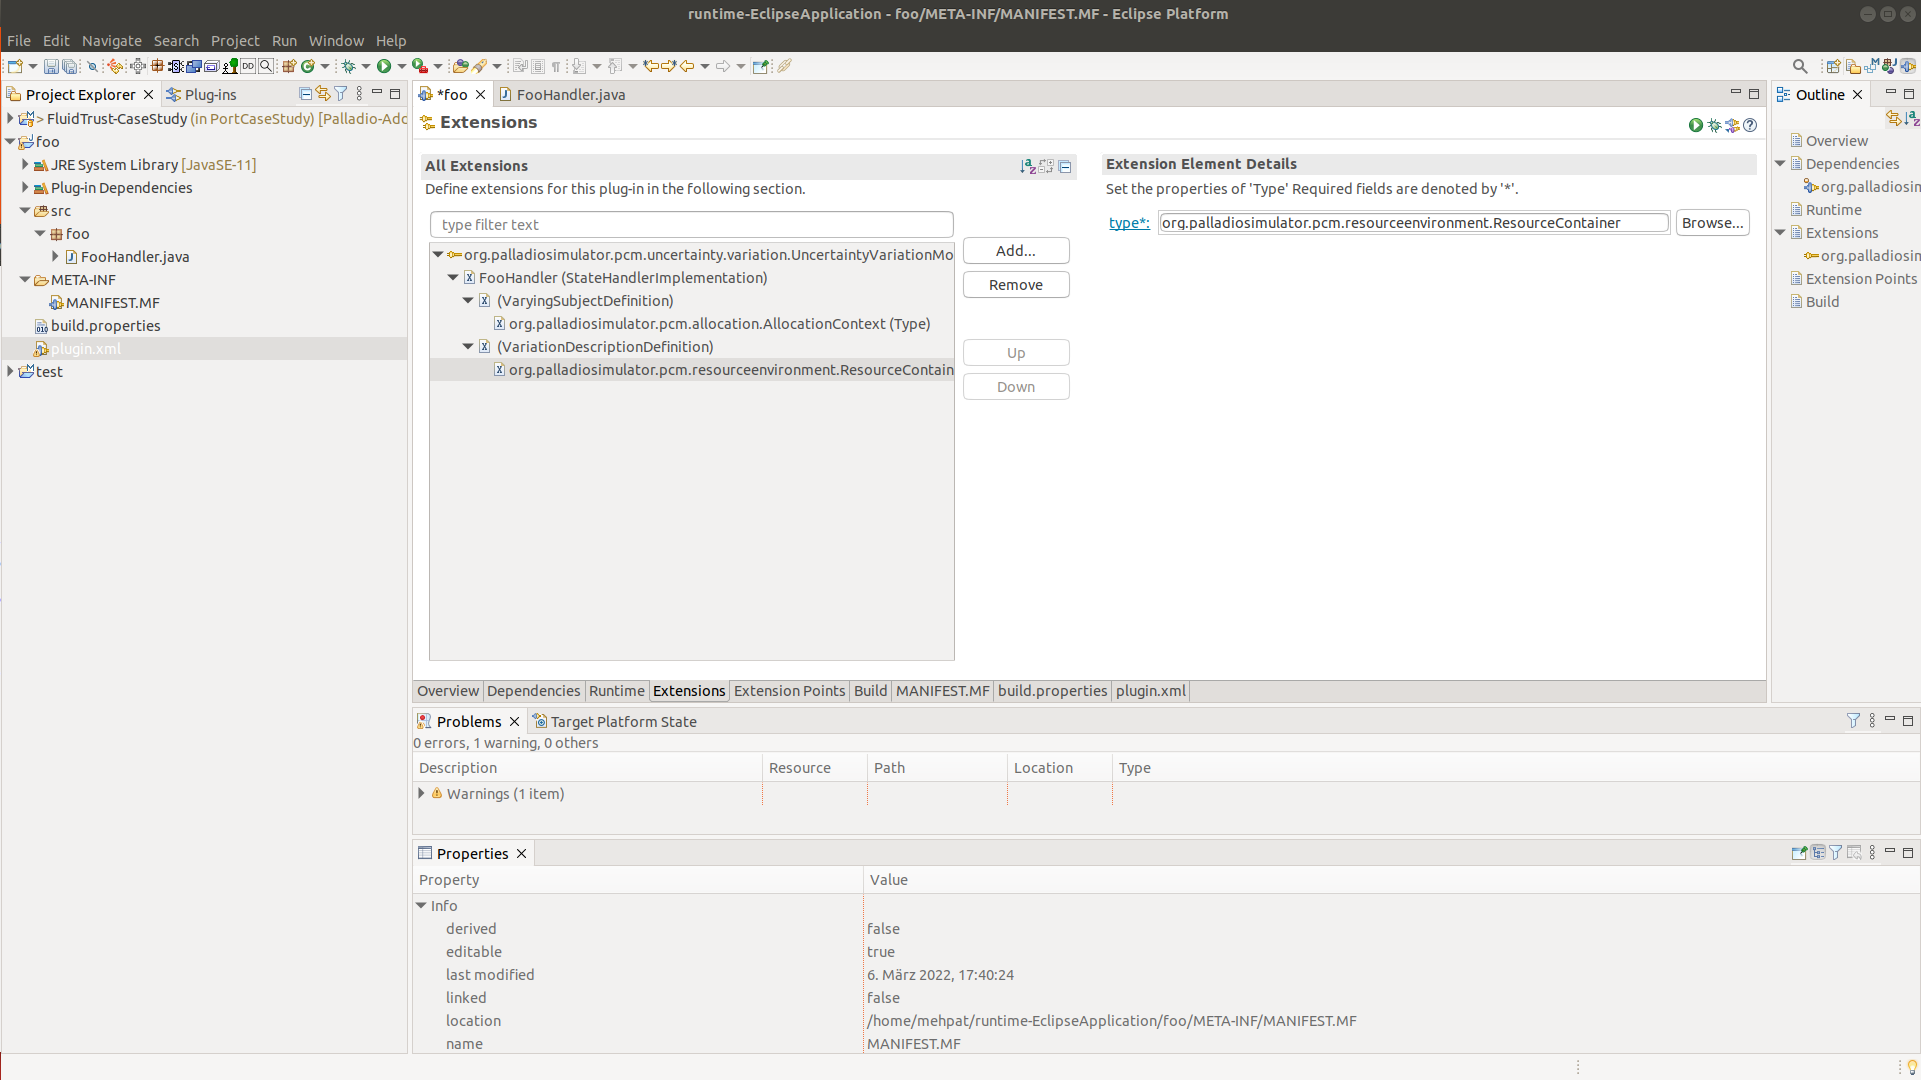 runtime-EclipseApplication - foo/META-INF/MANIFEST.MF - Eclipse Platform
File Edit Navigate Search Project Run Window Help
Project Explorer
Plug-ins
> FluidTrust-CaseStudy (in PortCaseStudy) [Palladio-Add
foo
JRE System Library [JavaSE-11]
Plug-in Dependencies
src
foo
FooHandler.java
META-INF
MANIFEST.MF
build.properties
plugin.xml
test
*foo
FooHandler.java
Extensions
All Extensions
Define extensions for this plug-in in the following section.
type filter text
org.palladiosimulator.pcm.uncertainty.variation.UncertaintyVariationMo
FooHandler (StateHandlerImplementation)
(VaryingSubjectDefinition)
org.palladiosimulator.pcm.allocation.AllocationContext (Type)
(VariationDescriptionDefinition)
org.palladiosimulator.pcm.resourceenvironment.ResourceContain
Add...
Remove
Up
Down
Extension Element Details
Set the properties of 'Type' Required fields are denoted by '*'.
type*: org.palladiosimulator.pcm.resourceenvironment.ResourceContainer Browse...
Overview Dependencies Runtime Extensions Extension Points Build MANIFEST.MF build.properties plugin.xml
Outline
Overview
Dependencies
org.palladiosim
Runtime
Extensions
org.palladiosim
Extension Points
Build
Problems
Target Platform State
0 errors, 1 warning, 0 others
Description Resource Path Location Type
Warnings (1 item)
Properties
Property Value
Info
derived false
editable true
last modified 6. März 2022, 17:40:24
linked false
location /home/mehpat/runtime-EclipseApplication/foo/META-INF/MANIFEST.MF
name MANIFEST.MF